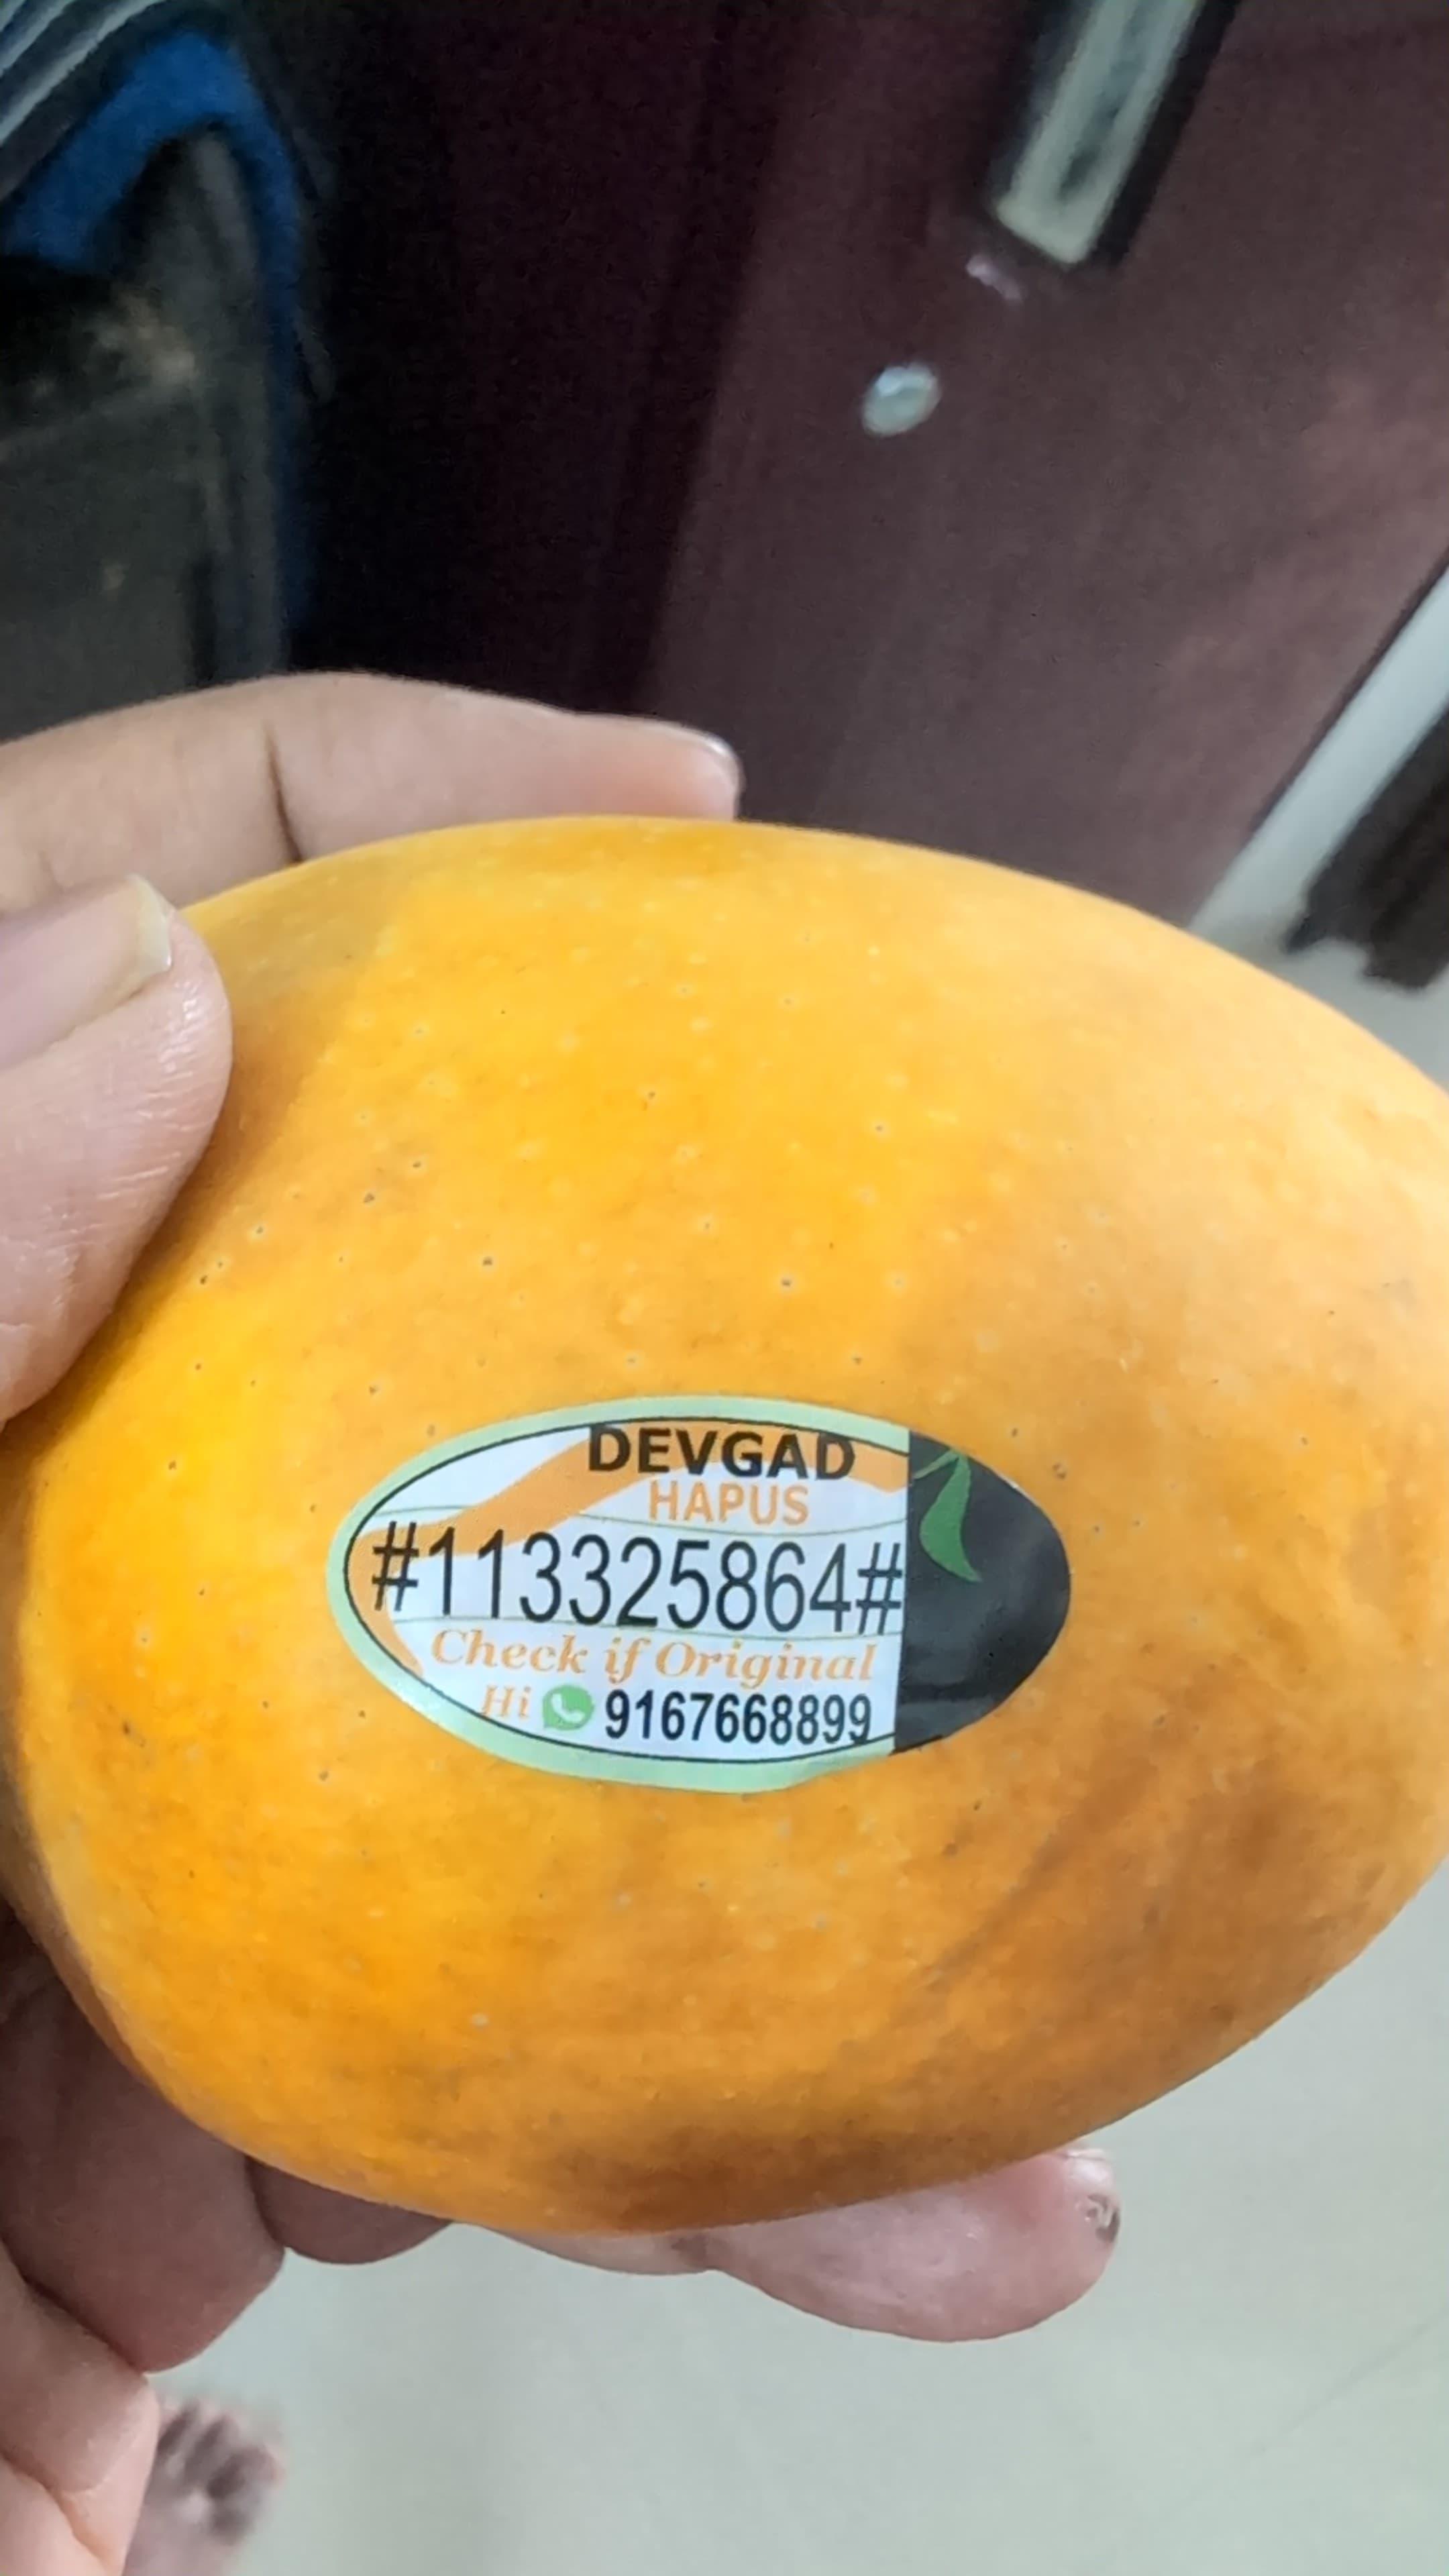 DEVGAD
HAPUS
#113325864#
Check if Original
Hi 9167668899